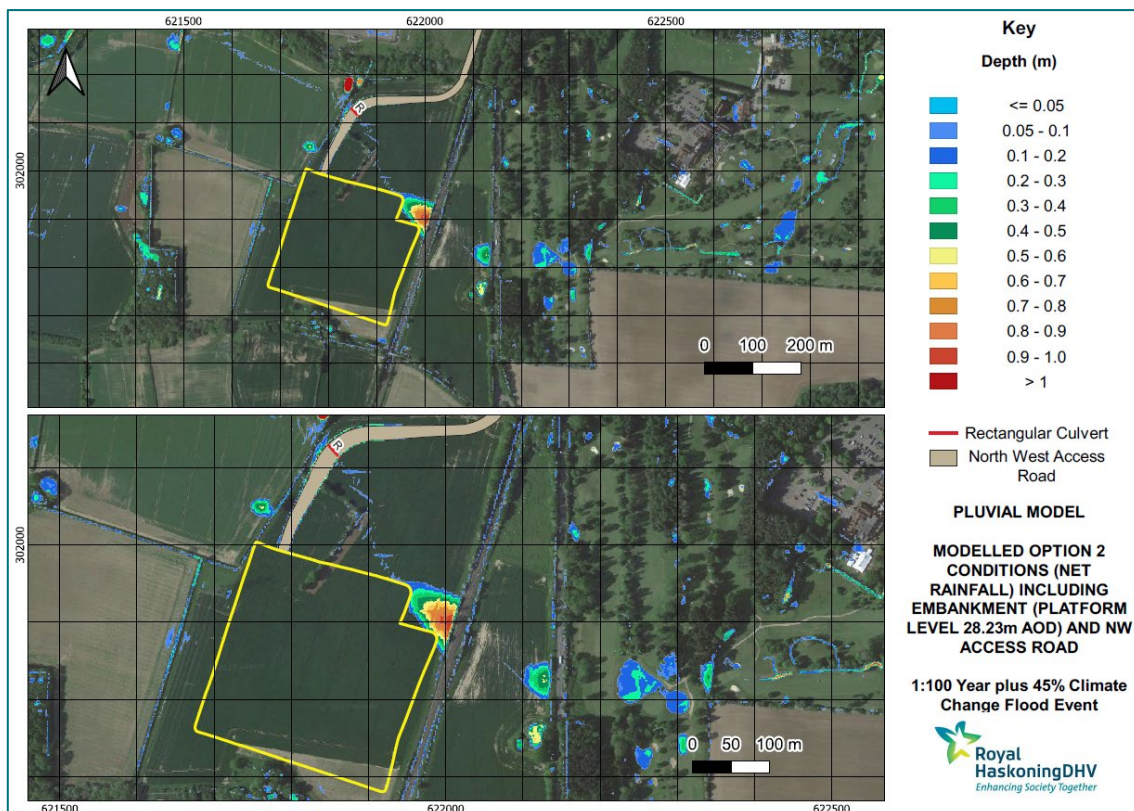 621500
622000
622500
302000
R
0 100 200 m
302000
R
0 50 100 m
621500
622000
622500
Key
Depth (m)
<= 0.05
0.05 - 0.1
0.1 - 0.2
0.2 - 0.3
0.3 - 0.4
0.4 - 0.5
0.5 - 0.6
0.6 - 0.7
0.7 - 0.8
0.8 - 0.9
0.9 - 1.0
> 1
Rectangular Culvert
North West Access
Road
PLUVIAL MODEL
MODELLED OPTION 2
CONDITIONS (NET
RAINFALL) INCLUDING
EMBANKMENT (PLATFORM
LEVEL 28.23m AOD) AND NW
ACCESS ROAD
1:100 Year plus 45% Climate
Change Flood Event
Royal
HaskoningDHV
Enhancing Society Together